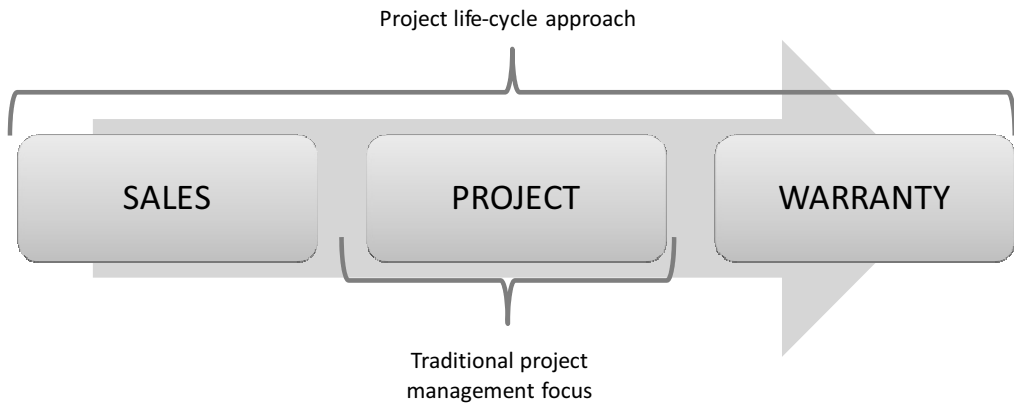 Project life-cycle approach
SALES
PROJECT
WARRANTY
Traditional project
management focus